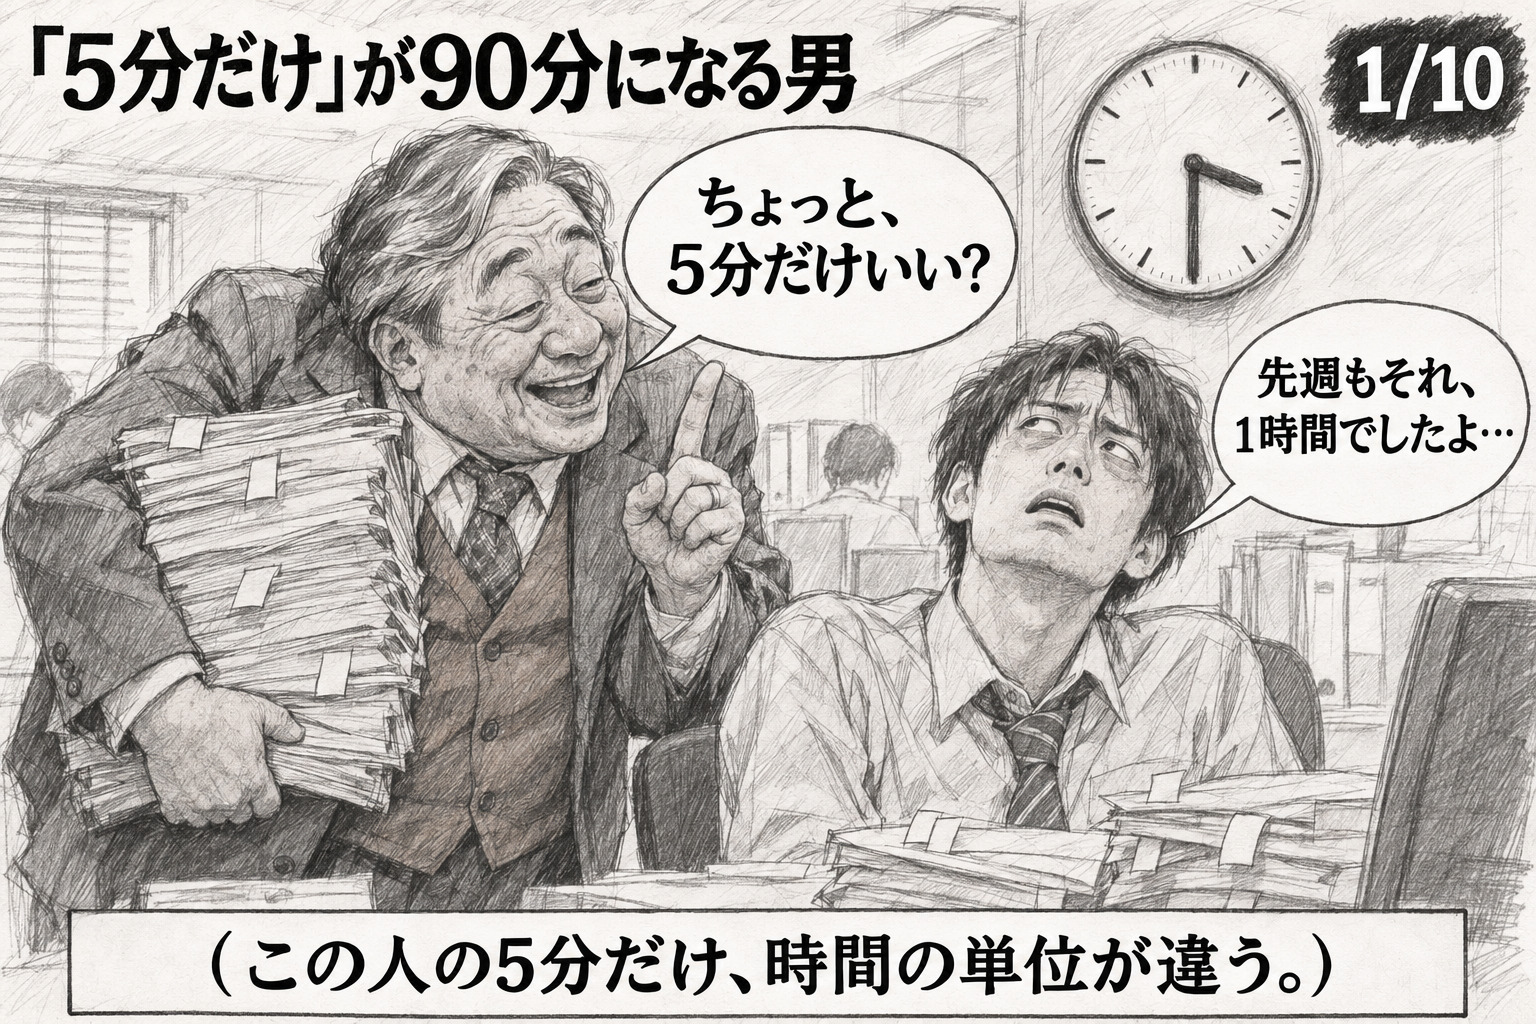 「5分だけ」が90分になる男
1/10
ちょっと、
5分だけいい?
先週もそれ、
1時間でしたよ…
(この人の5分だけ、時間の単位が違う。)